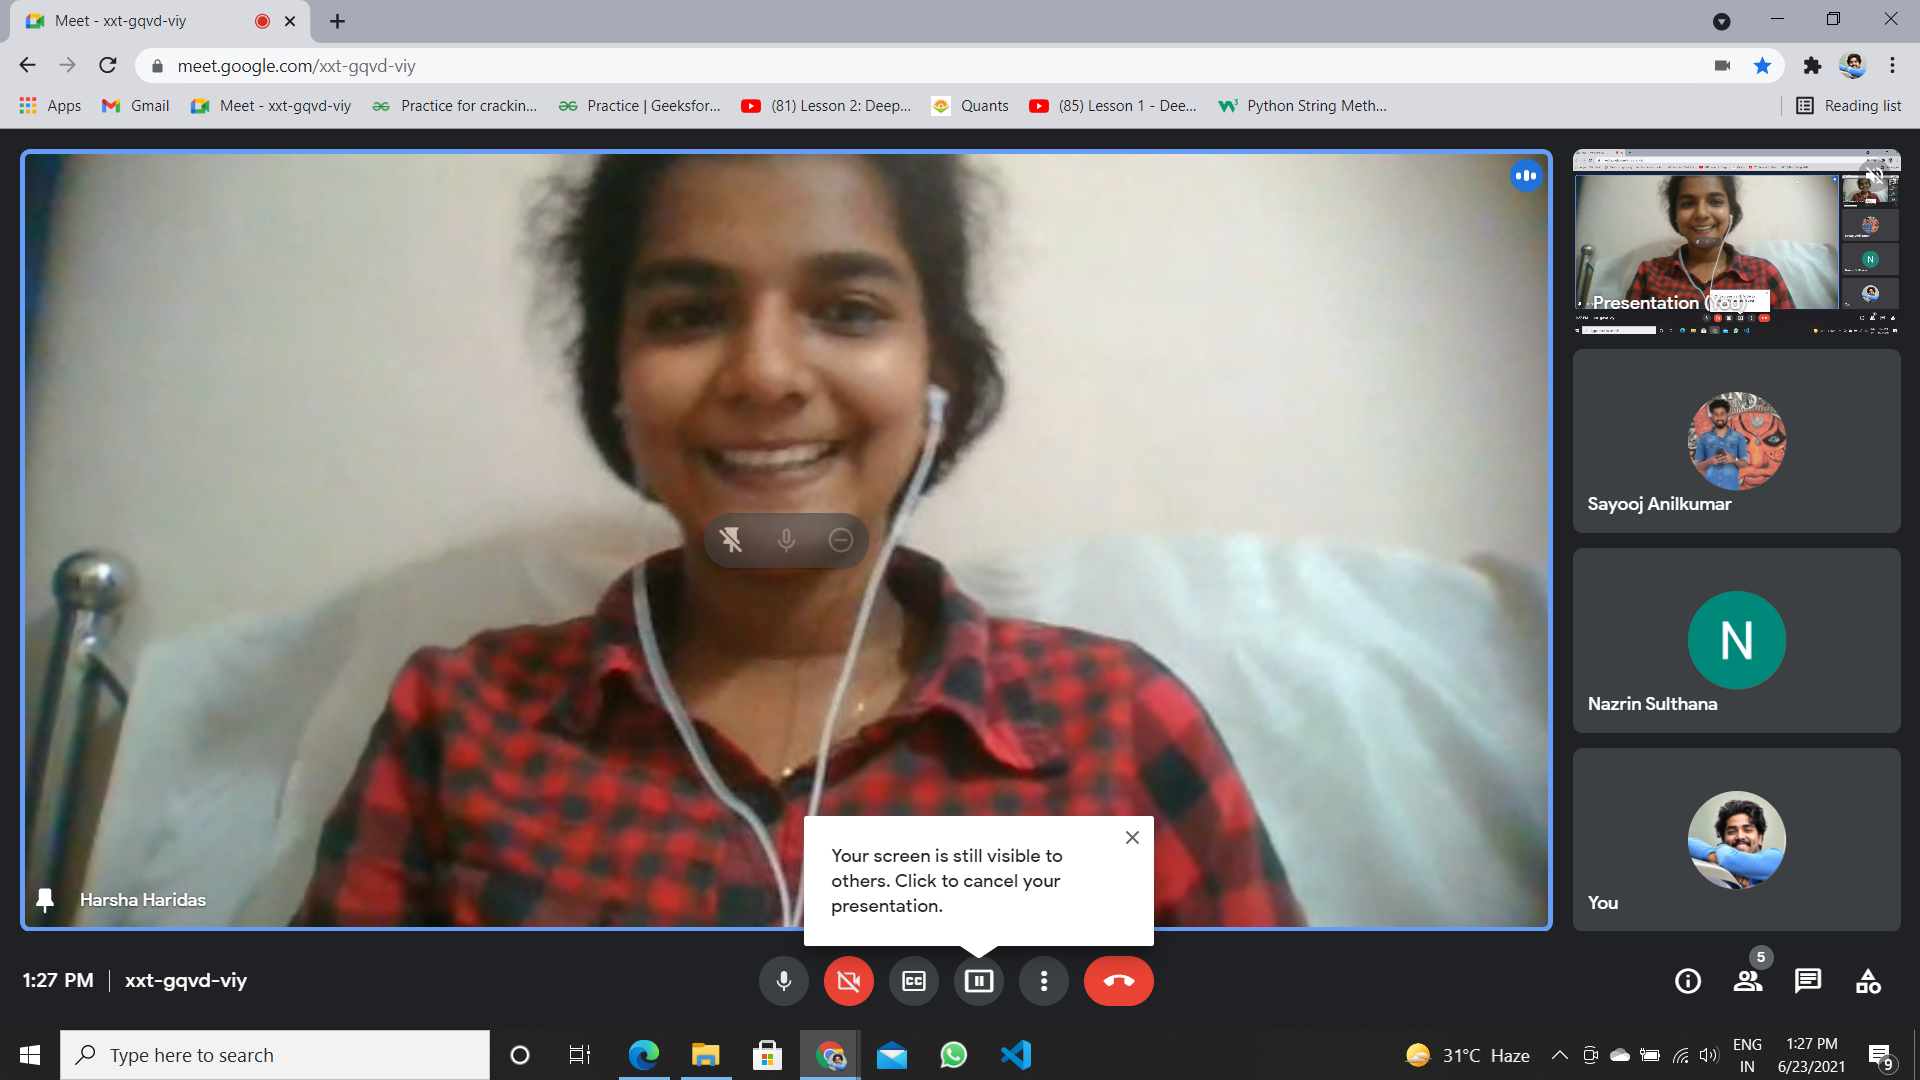 Meet - xxt-gqvd-viy
meet.google.com/xxt-gqvd-viy
Apps Gmail Meet - xxt-gqvd-viy Practice for crackin... Practice | Geeksfor... (81) Lesson 2: Deep... Quants (85) Lesson 1 - Dee... Python String Meth... Reading list
Presentation (You)
Sayooj Anilkumar
N
Nazrin Sulthana
You
Harsha Haridas
Your screen is still visible to
others. Click to cancel your
presentation.
1:27 PM | xxt-gqvd-viy
5
Type here to search
31°C Haze
ENG
IN
1:27 PM
6/23/2021
9